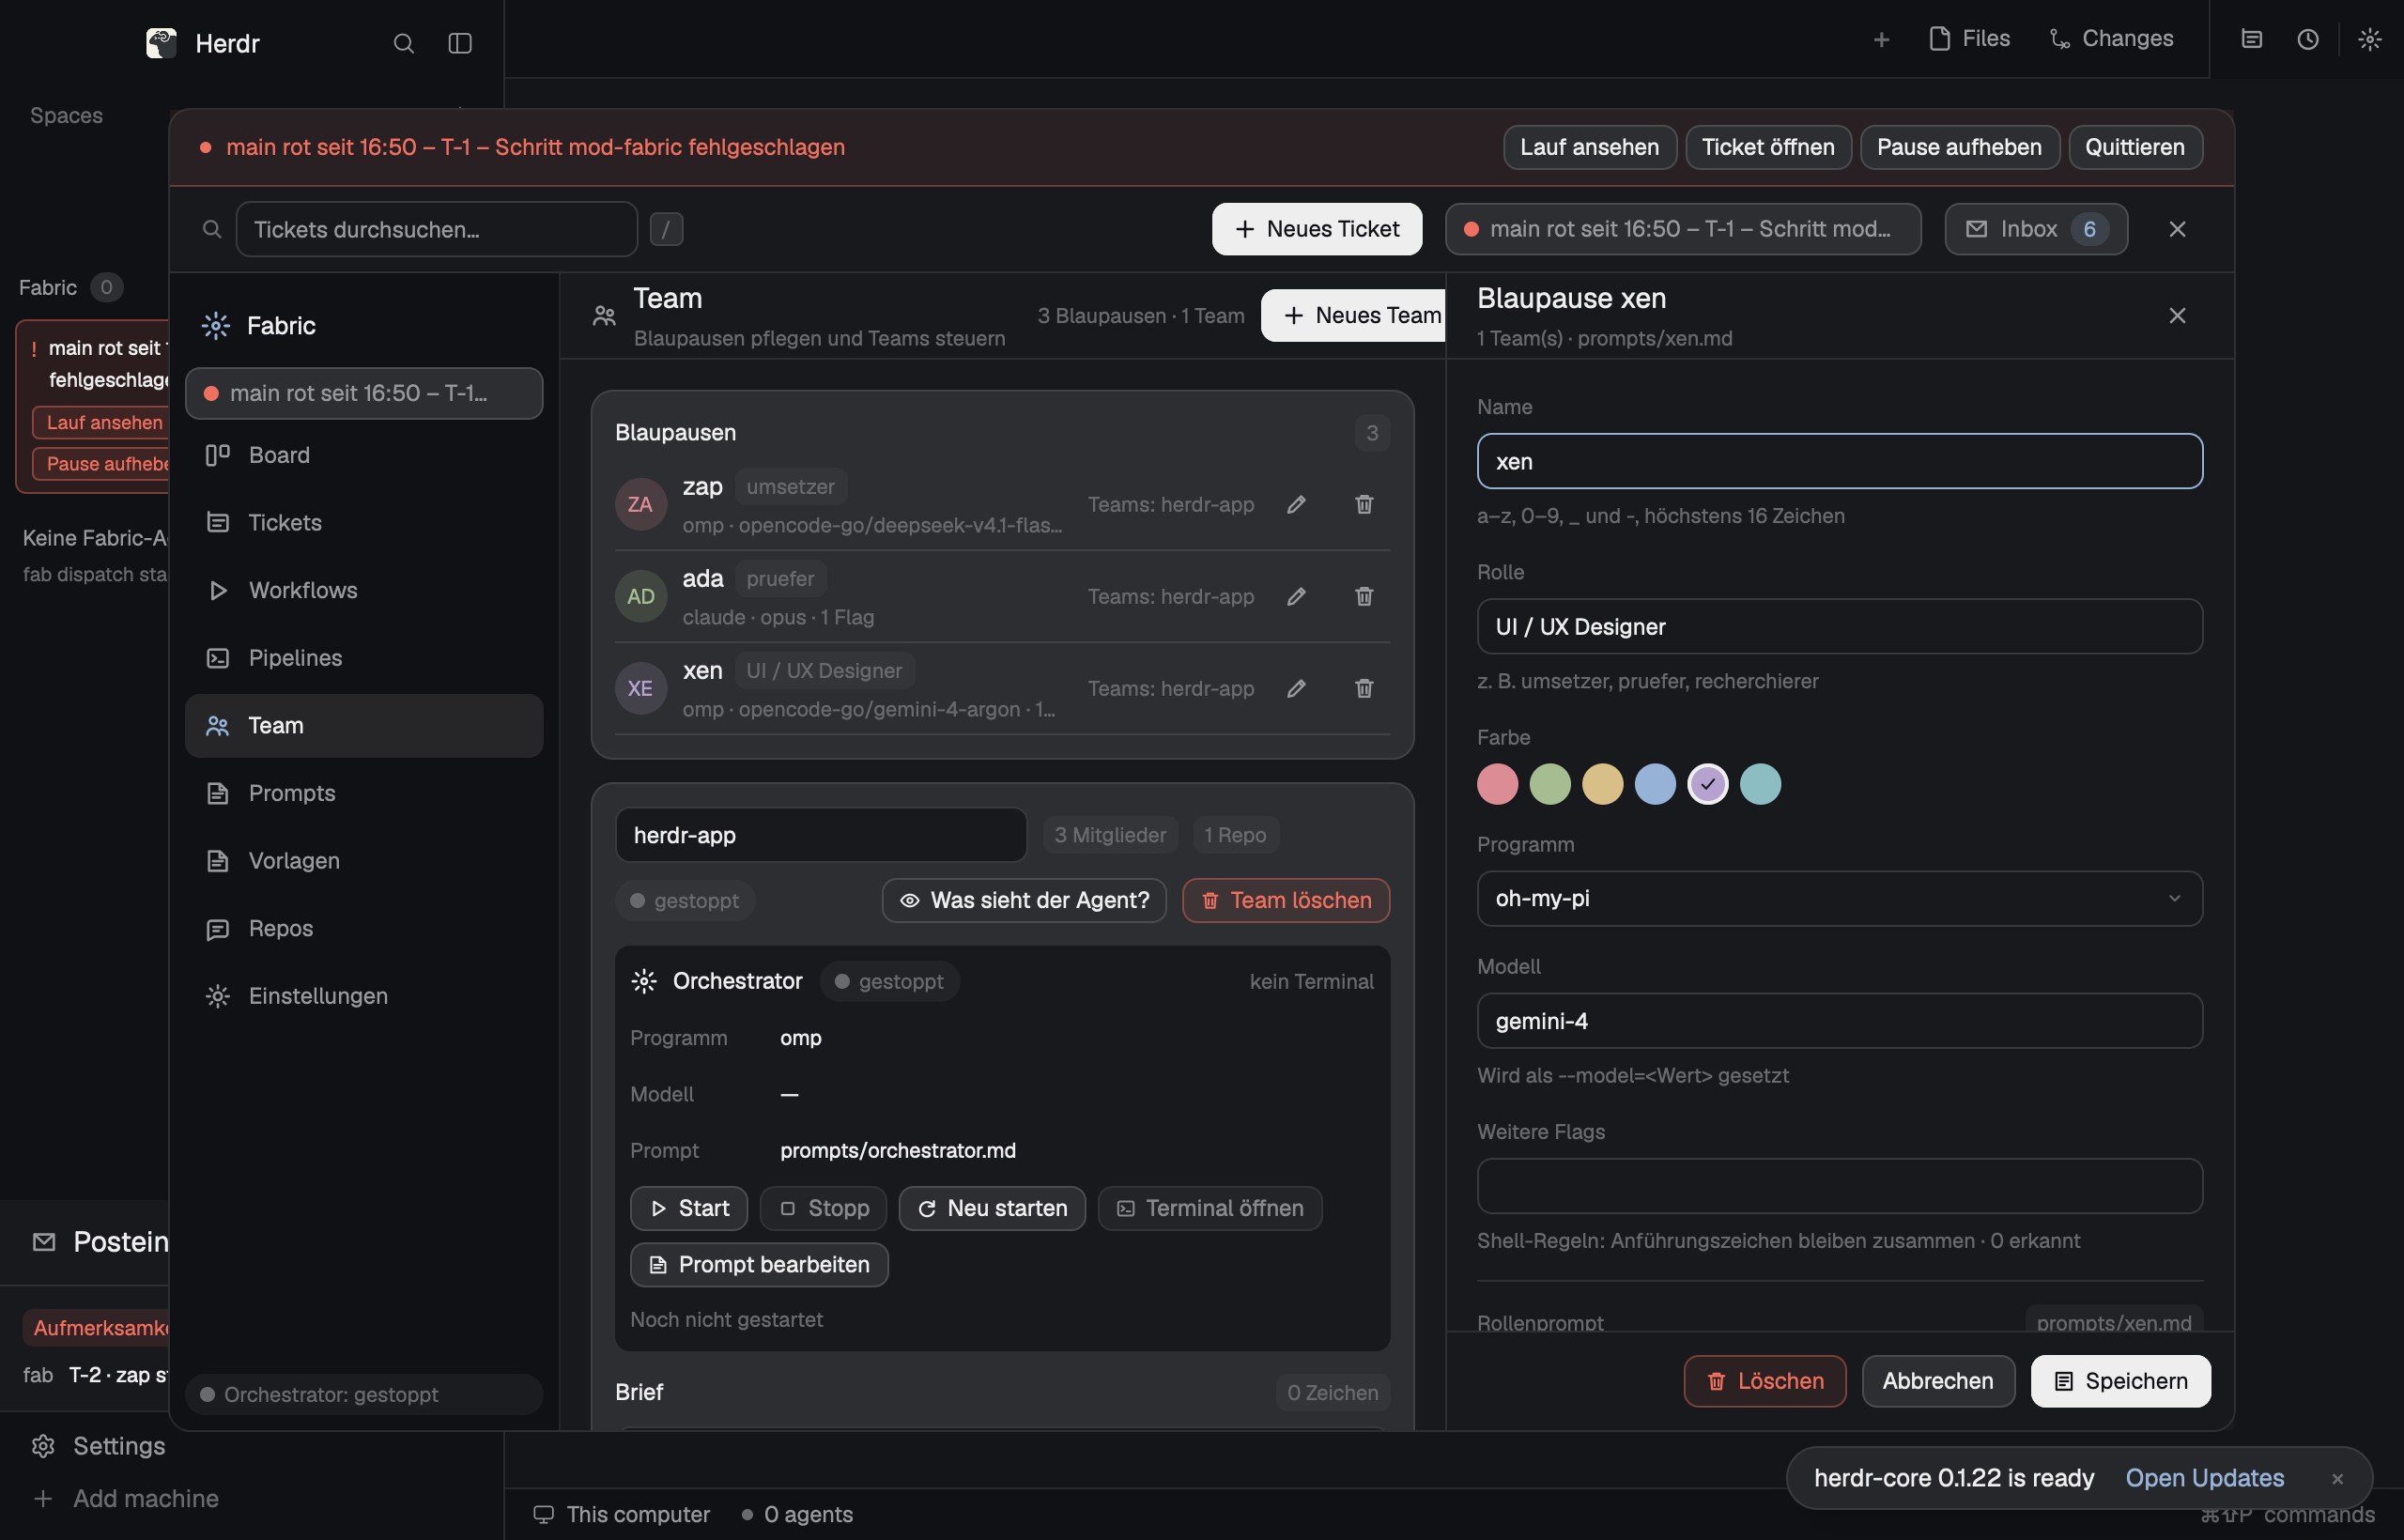 Herdr
Files
Changes
Spaces
main rot seit 16:50 – T-1 – Schritt mod-fabric fehlgeschlagen
Lauf ansehen
Ticket öffnen
Pause aufheben
Quittieren
Tickets durchsuchen...
/
Neues Ticket
main rot seit 16:50 – T-1 – Schritt mod...
Inbox 6
Fabric 0
! main rot seit
fehlgeschlage
Lauf ansehen
Pause aufhebe
Keine Fabric-A
fab dispatch sta
Postein
Aufmerksamk
fab T-2 · zap
Settings
Add machine
Fabric
main rot seit 16:50 – T-1...
Board
Tickets
Workflows
Pipelines
Team
Prompts
Vorlagen
Repos
Einstellungen
Orchestrator: gestoppt
Team
Blaupausen pflegen und Teams steuern
3 Blaupausen · 1 Team
Neues Team
Blaupausen
3
ZA
zap umsetzer
omp · opencode-go/deepseek-v4.1-flas...
Teams: herdr-app
AD
ada pruefer
claude · opus · 1 Flag
Teams: herdr-app
XE
xen UI / UX Designer
omp · opencode-go/gemini-4-argon · 1...
Teams: herdr-app
herdr-app
3 Mitglieder
1 Repo
gestoppt
Was sieht der Agent?
Team löschen
Orchestrator gestoppt
kein Terminal
Programm omp
Modell —
Prompt prompts/orchestrator.md
Start
Stopp
Neu starten
Terminal öffnen
Prompt bearbeiten
Noch nicht gestartet
Brief
0 Zeichen
Blaupause xen
1 Team(s) · prompts/xen.md
Name
xen
a–z, 0–9, _ und -, höchstens 16 Zeichen
Rolle
UI / UX Designer
z. B. umsetzer, pruefer, recherchierer
Farbe
Programm
oh-my-pi
Modell
gemini-4
Wird als --model=<Wert> gesetzt
Weitere Flags
Shell-Regeln: Anführungszeichen bleiben zusammen · 0 erkannt
Rollenprompt
prompts/xen.md
Löschen
Abbrechen
Speichern
herdr-core 0.1.22 is ready
Open Updates
This computer
0 agents
⌘⇧P commands